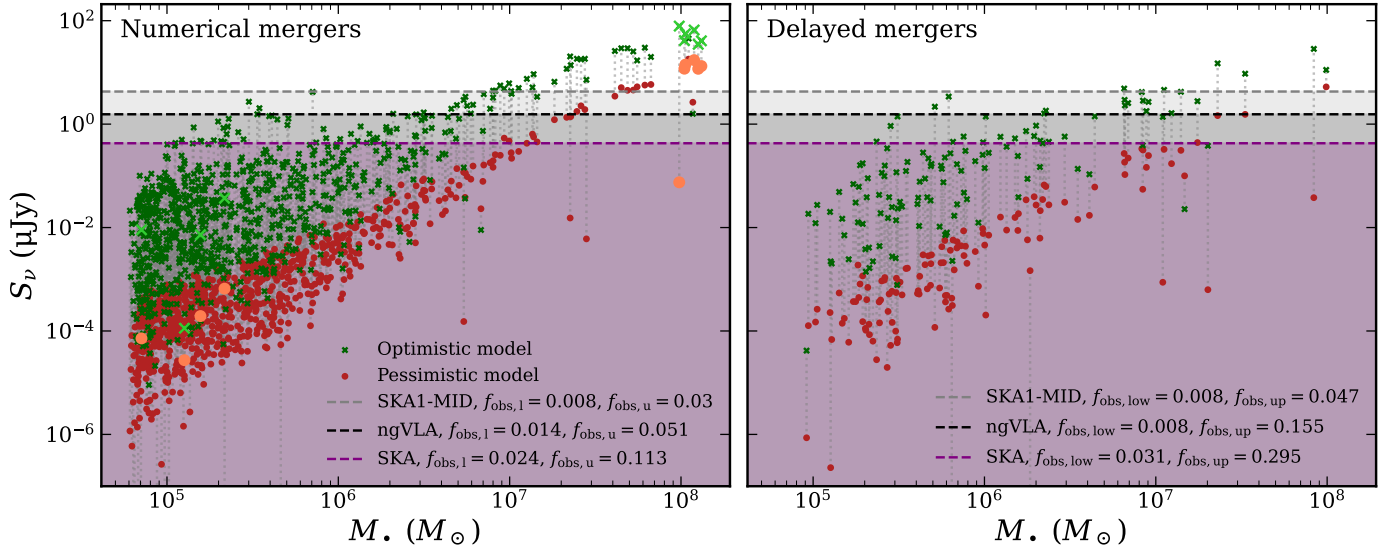 Numerical mergers
Delayed mergers
S_ν (μJy)
10^2
10^0
10^−2
10^−4
10^−6
Optimistic model
Pessimistic model
SKA1-MID, f_obs, l = 0.008, f_obs, u = 0.03
ngVLA, f_obs, l = 0.014, f_obs, u = 0.051
SKA, f_obs, l = 0.024, f_obs, u = 0.113
SKA1-MID, f_obs, low = 0.008, f_obs, up = 0.047
ngVLA, f_obs, low = 0.008, f_obs, up = 0.155
SKA, f_obs, low = 0.031, f_obs, up = 0.295
10^5 10^6 10^7 10^8
10^5 10^6 10^7 10^8
M_• (M_⊙)
M_• (M_⊙)